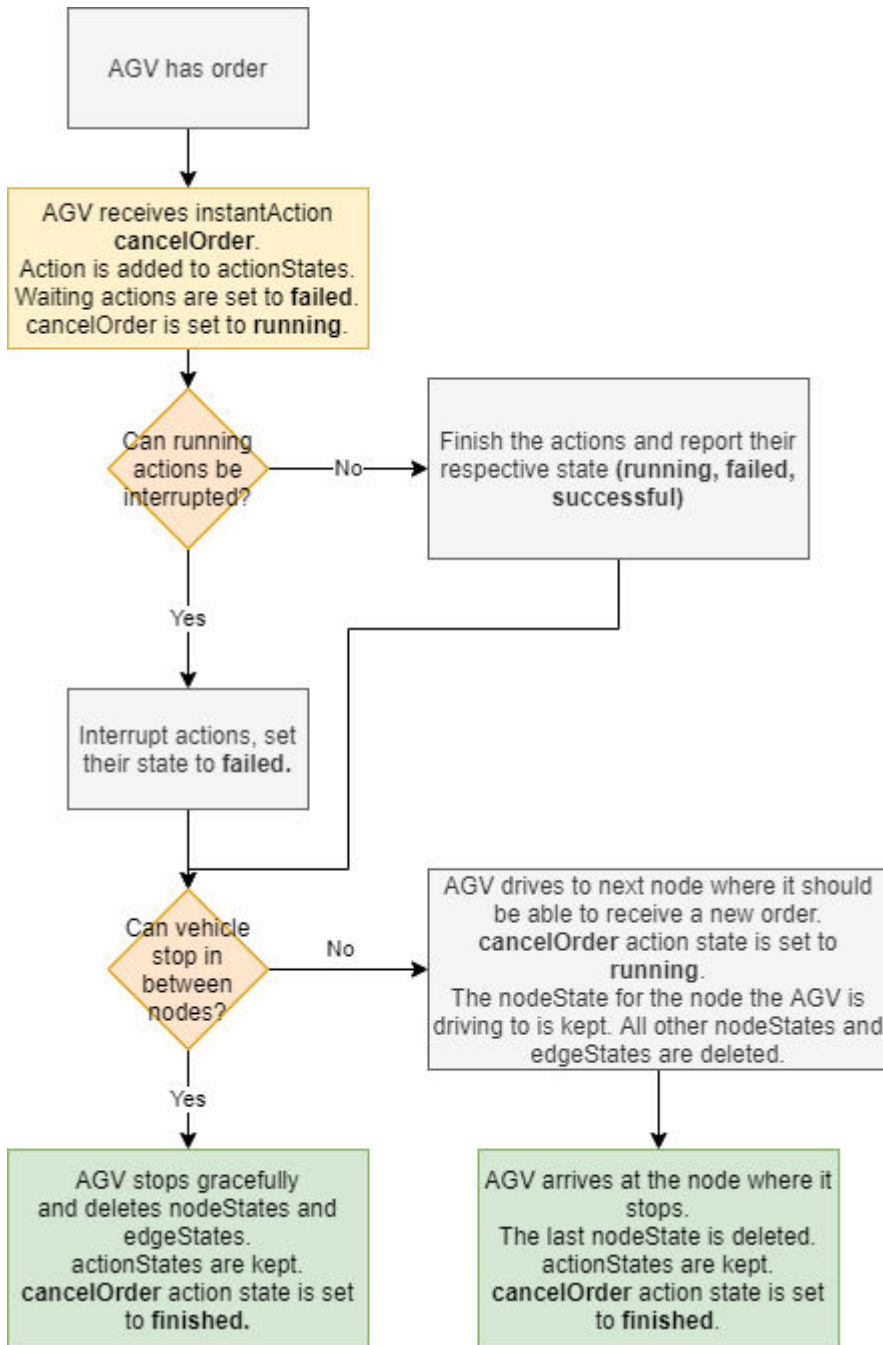 AGV has order
AGV receives instantAction
cancelOrder.
Action is added to actionStates.
Waiting actions are set to failed.
cancelOrder is set to running.
Can running
actions be
interrupted?
No
Finish the actions and report their
respective state (running, failed,
successful)
Yes
Interrupt actions, set
their state to failed.
Can vehicle
stop in
between
nodes?
No
AGV drives to next node where it should
be able to receive a new order.
cancelOrder action state is set to
running.
The nodeState for the node the AGV is
driving to is kept. All other nodeStates and
edgeStates are deleted.
Yes
AGV stops gracefully
and deletes nodeStates and
edgeStates.
actionStates are kept.
cancelOrder action state is set
to finished.
AGV arrives at the node where it
stops.
The last nodeState is deleted.
actionStates are kept.
cancelOrder action state is set
to finished.